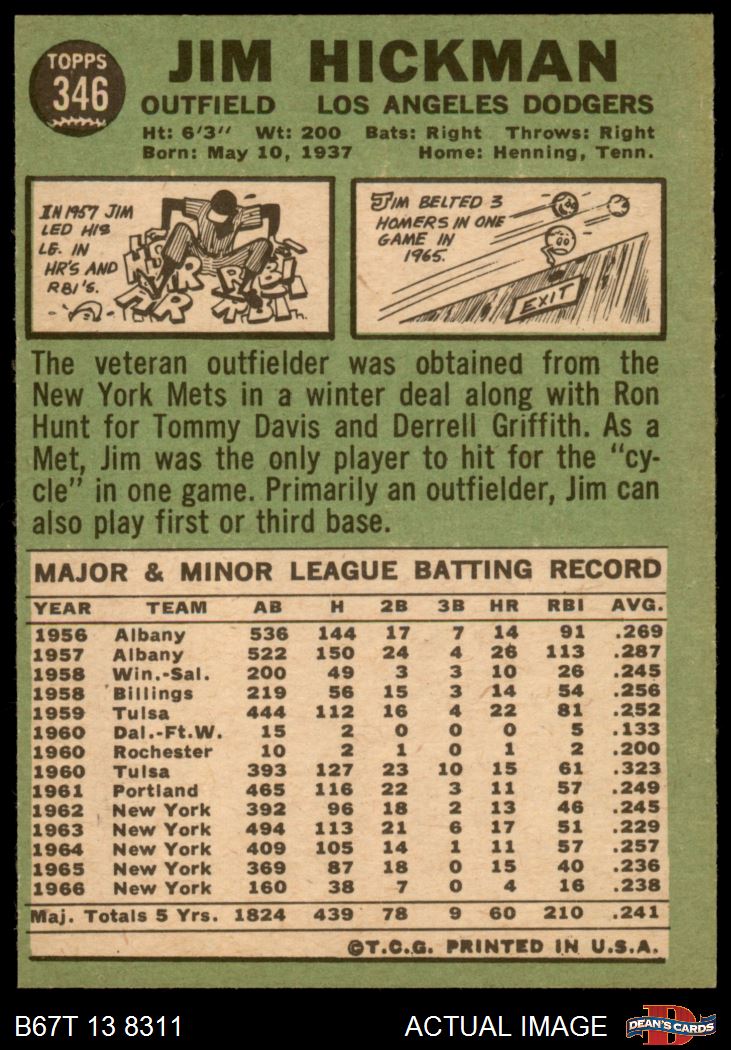 TOPPS
346
JIM HICKMAN
OUTFIELD LOS ANGELES DODGERS
Ht: 6'3" Wt: 200 Bats: Right Throws: Right
Born: May 10, 1937 Home: Henning, Tenn.
IN 1957 JIM
LED HIS
LG. IN
HR'S AND
RBI'S.
JIM BELTED 3
HOMERS IN ONE
GAME IN
1965.
EXIT
The veteran outfielder was obtained from the
New York Mets in a winter deal along with Ron
Hunt for Tommy Davis and Derrell Griffith. As a
Met, Jim was the only player to hit for the "cy-
cle" in one game. Primarily an outfielder, Jim can
also play first or third base.
MAJOR & MINOR LEAGUE BATTING RECORD
YEAR TEAM AB H 2B 3B HR RBI AVG.
1956 Albany 536 144 17 7 14 91 .269
1957 Albany 522 150 24 4 26 113 .287
1958 Win.-Sal. 200 49 3 3 10 26 .245
1958 Billings 219 56 15 3 14 54 .256
1959 Tulsa 444 112 16 4 22 81 .252
1960 Dal.-Ft.W. 15 2 0 0 0 5 .133
1960 Rochester 10 2 1 0 1 2 .200
1960 Tulsa 393 127 23 10 15 61 .323
1961 Portland 465 116 22 3 11 57 .249
1962 New York 392 96 18 2 13 46 .245
1963 New York 494 113 21 6 17 51 .229
1964 New York 409 105 14 1 11 57 .257
1965 New York 369 87 18 0 15 40 .236
1966 New York 160 38 7 0 4 16 .238
Maj. Totals 5 Yrs. 1824 439 78 9 60 210 .241
©T.C.G. PRINTED IN U.S.A.
B67T 13 8311 ACTUAL IMAGE
DEAN'S CARDS